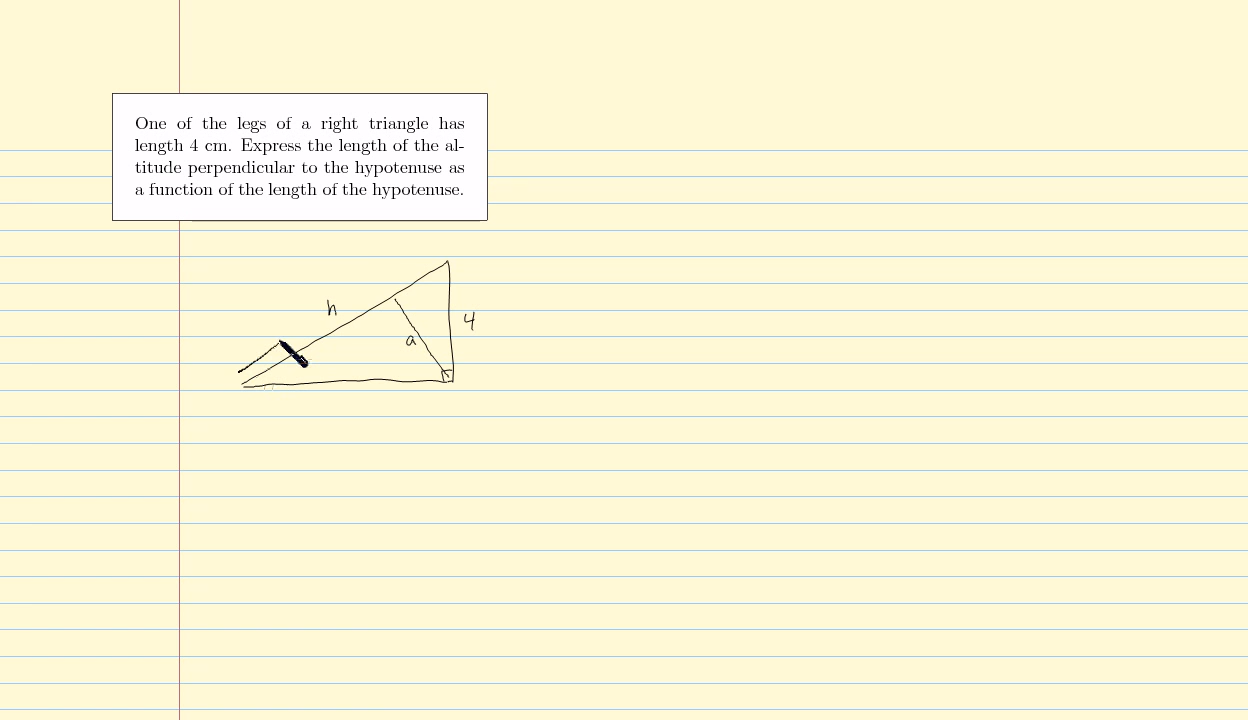 One of the legs of a right triangle has
length 4 cm. Express the length of the al-
titude perpendicular to the hypotenuse as
a function of the length of the hypotenuse.
h
4
a